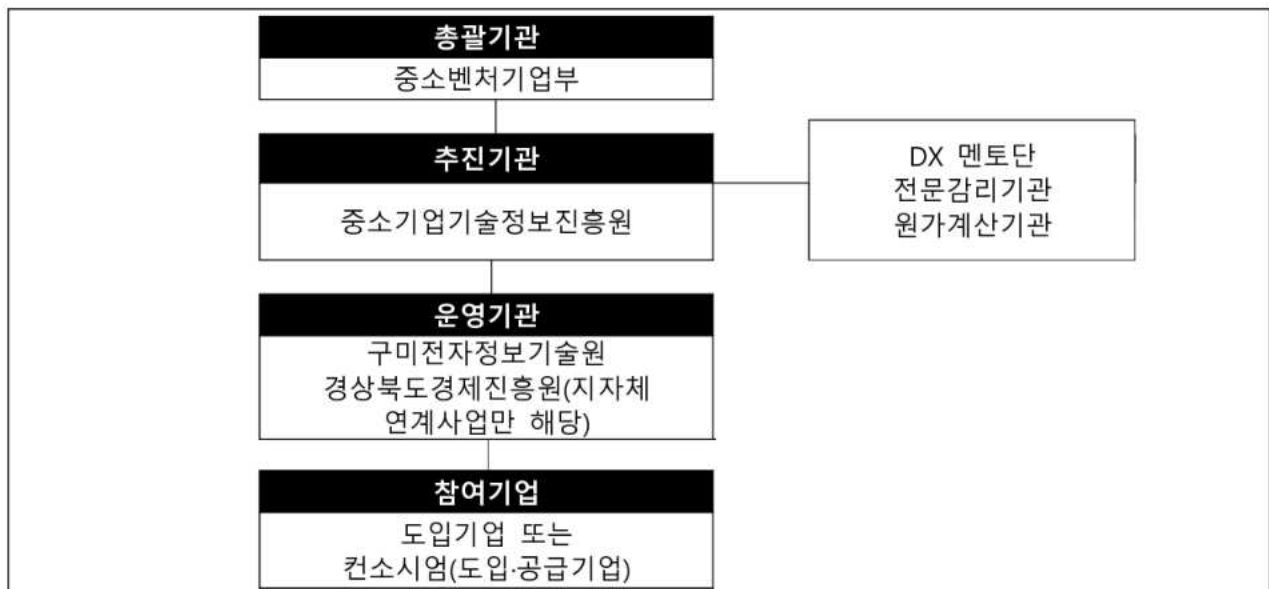 총괄기관
중소벤처기업부
추진기관
중소기업기술정보진흥원
DX 멘토단
전문감리기관
원가계산기관
운영기관
구미전자정보기술원
경상북도경제진흥원(지자체
연계사업만 해당)
참여기업
도입기업 또는
컨소시엄(도입·공급기업)